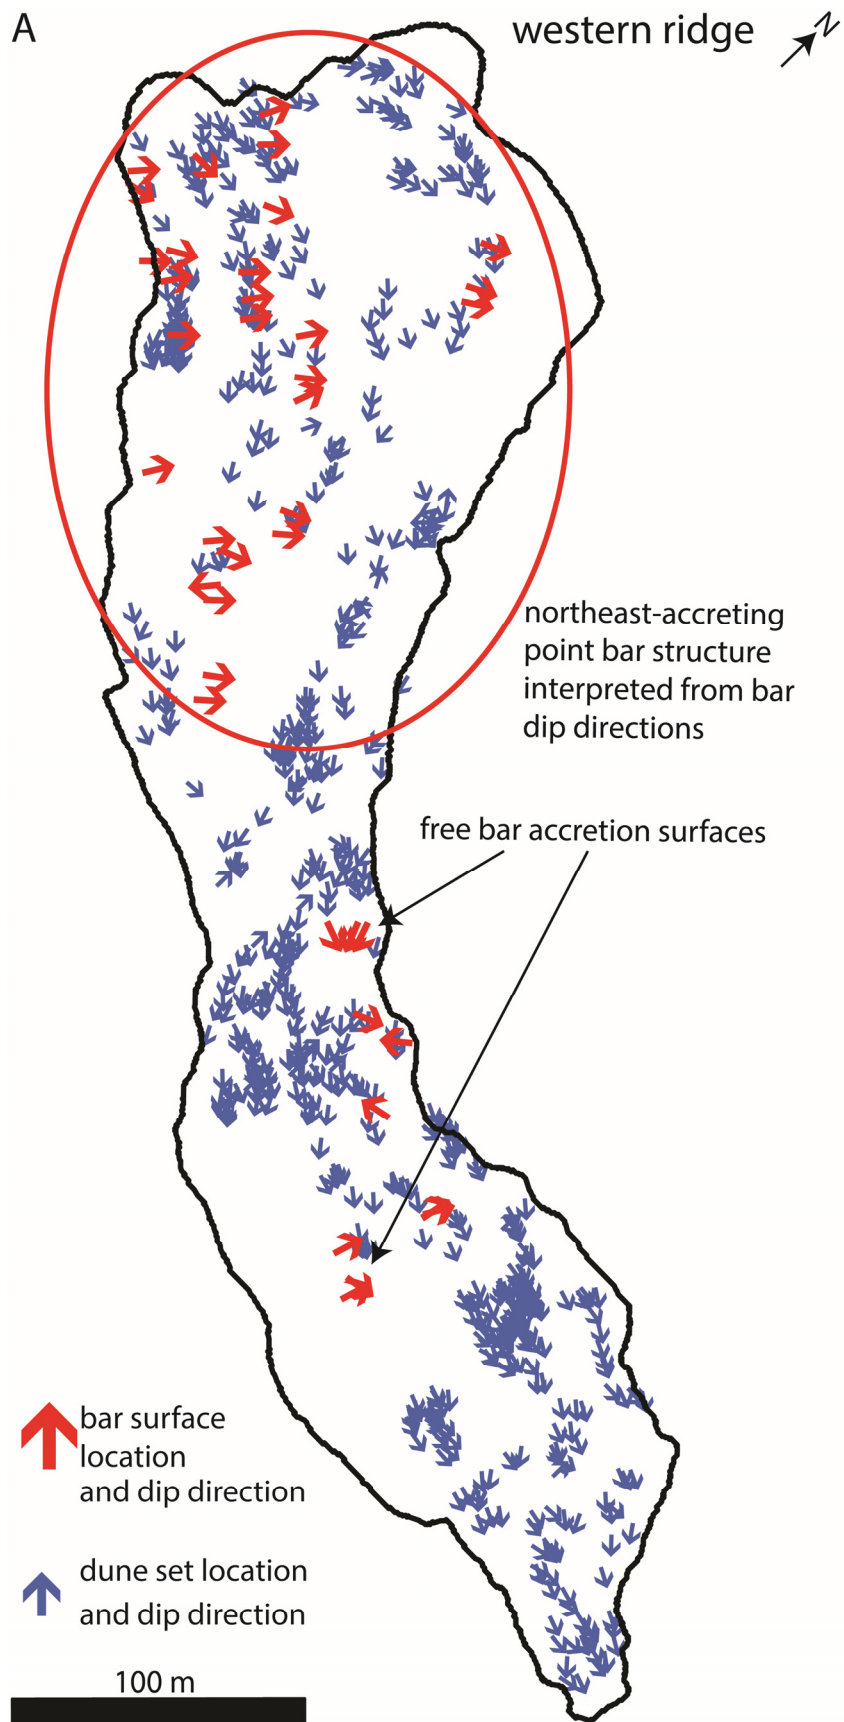 A
western ridge
N
northeast-accreting
point bar structure
interpreted from bar
dip directions
free bar accretion surfaces
bar surface
location
and dip direction
dune set location
and dip direction
100 m